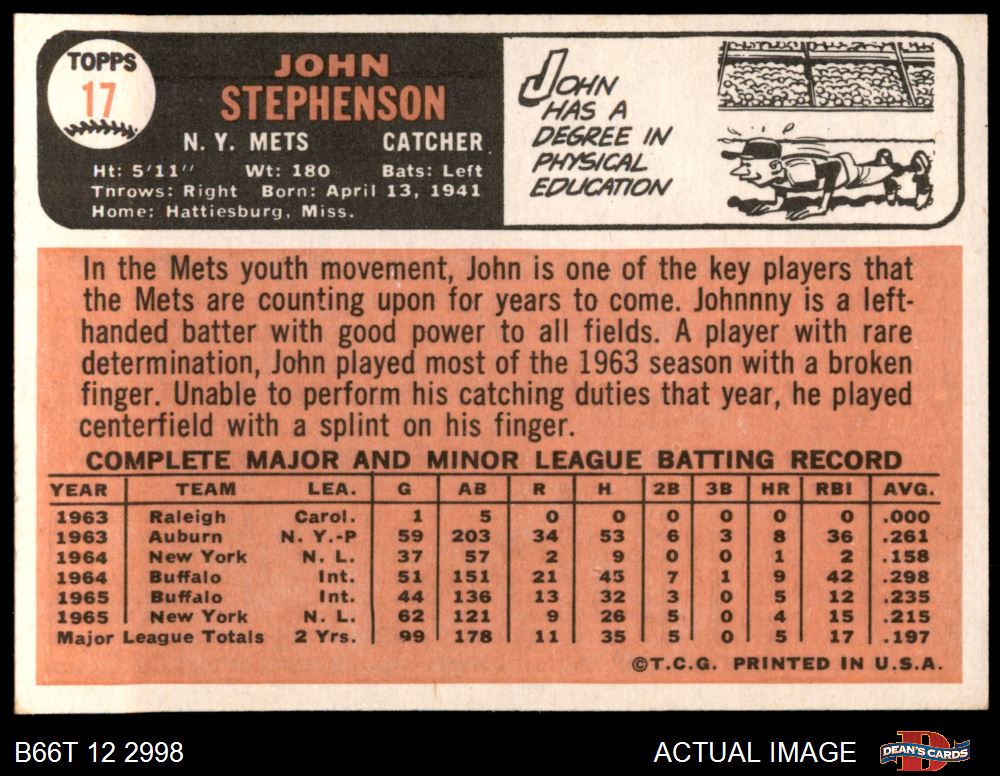 TOPPS
17
JOHN
STEPHENSON
N. Y. METS CATCHER
Ht: 5'11" Wt: 180 Bats: Left
Throws: Right Born: April 13, 1941
Home: Hattiesburg, Miss.
JOHN
HAS A
DEGREE IN
PHYSICAL
EDUCATION
In the Mets youth movement, John is one of the key players that
the Mets are counting upon for years to come. Johnnny is a left-
handed batter with good power to all fields. A player with rare
determination, John played most of the 1963 season with a broken
finger. Unable to perform his catching duties that year, he played
centerfield with a splint on his finger.
COMPLETE MAJOR AND MINOR LEAGUE BATTING RECORD
YEAR TEAM LEA. G AB R H 2B 3B HR RBI AVG.
1963 Raleigh Carol. 1 5 0 0 0 0 0 0 .000
1963 Auburn N. Y.-P 59 203 34 53 6 3 8 36 .261
1964 New York N. L. 37 57 2 9 0 0 1 2 .158
1964 Buffalo Int. 51 151 21 45 7 1 9 42 .298
1965 Buffalo Int. 44 136 13 32 3 0 5 12 .235
1965 New York N. L. 62 121 9 26 5 0 4 15 .215
Major League Totals 2 Yrs. 99 178 11 35 5 0 5 17 .197
©T.C.G. PRINTED IN U.S.A.
B66T 12 2998 ACTUAL IMAGE DEAN'S CARDS